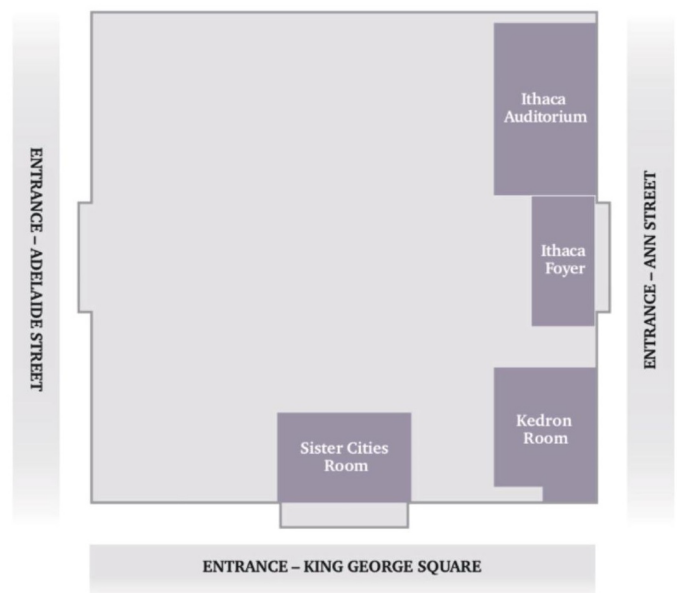 Ithaca
Auditorium
ENTRANCE – ADELAIDE STREET
Ithaca
Foyer
ENTRANCE – ANN STREET
Kedron
Room
Sister Cities
Room
ENTRANCE – KING GEORGE SQUARE